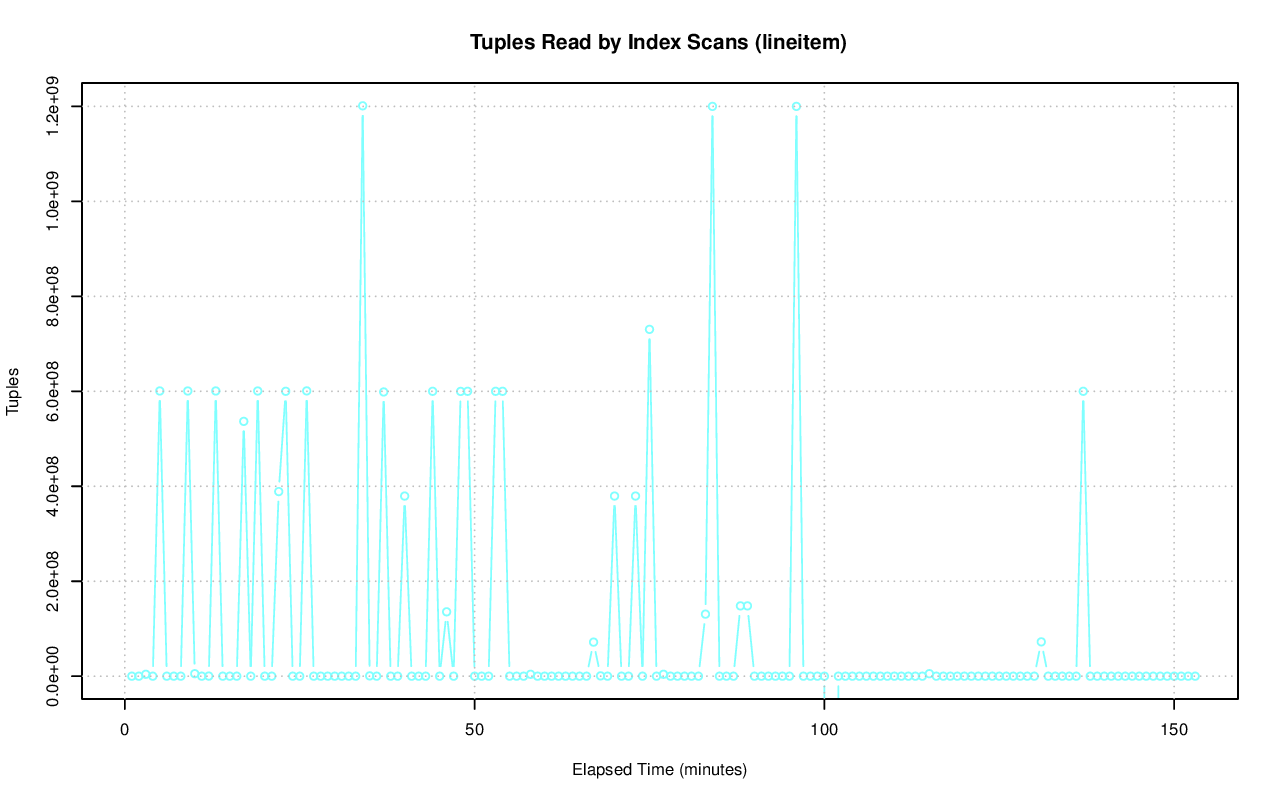 Tuples Read by Index Scans (lineitem)
Tuples
1.2e+09
1.0e+09
8.0e+08
6.0e+08
4.0e+08
2.0e+08
0.0e+00
0 50 100 150
Elapsed Time (minutes)